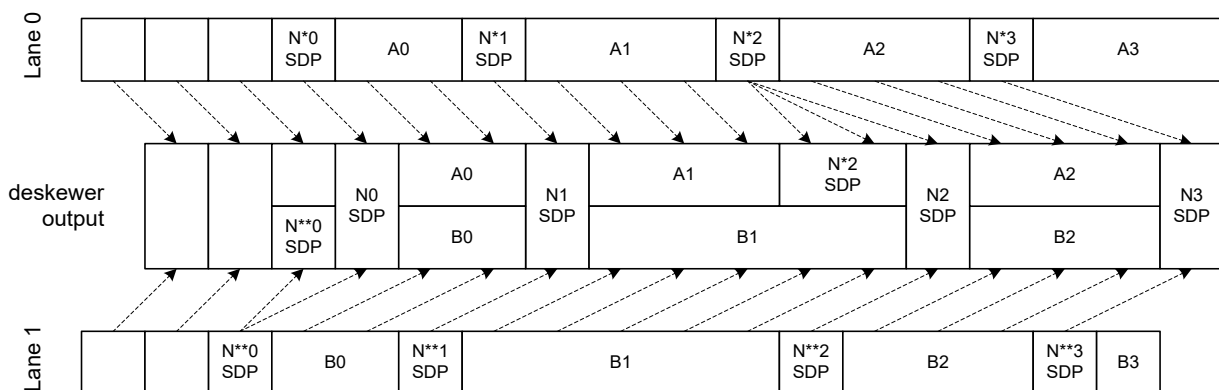 Lane 0
N*0
SDP
A0
N*1
SDP
A1
N*2
SDP
A2
N*3
SDP
A3
deskewer
output
N**0
SDP
N0
SDP
A0
B0
N1
SDP
A1
N*2
SDP
B1
N2
SDP
A2
B2
N3
SDP
Lane 1
N**0
SDP
B0
N**1
SDP
B1
N**2
SDP
B2
N**3
SDP
B3